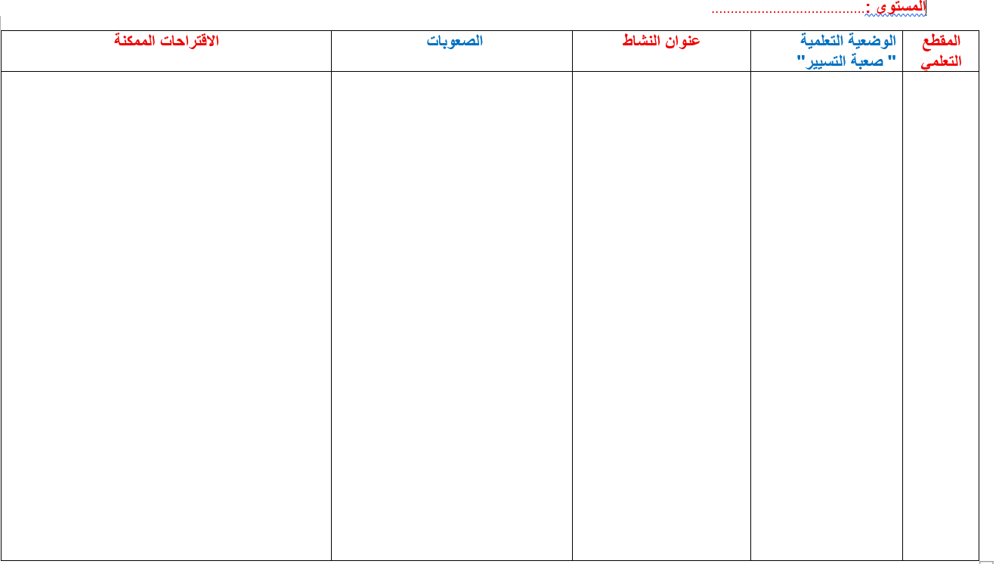 المستوى :........................................
المقطع التعلمي
الوضعية التعلمية
" صعبة التسيير"
عنوان النشاط
الصعوبات
الاقتراحات الممكنة